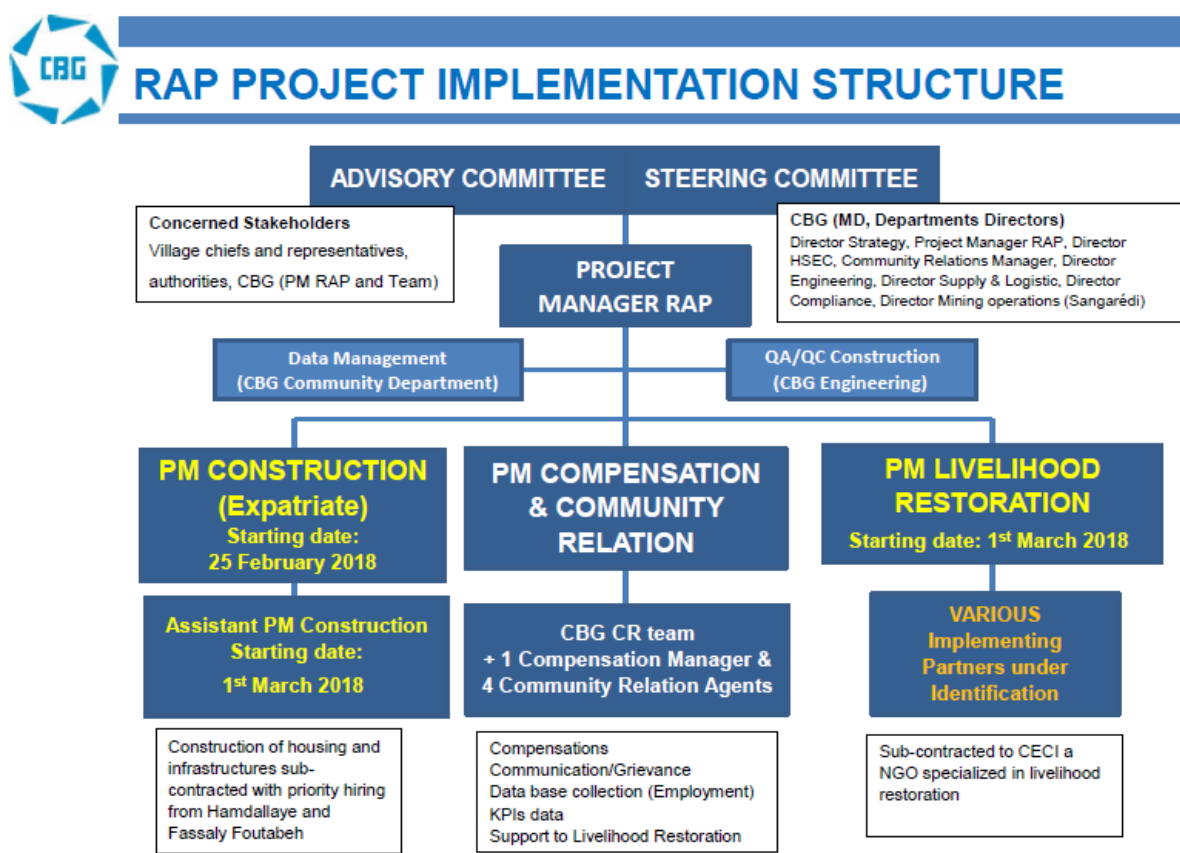 CBG
RAP PROJECT IMPLEMENTATION STRUCTURE
ADVISORY COMMITTEE
STEERING COMMITTEE
Concerned Stakeholders
Village chiefs and representatives,
authorities, CBG (PM RAP and Team)
CBG (MD, Departments Directors)
Director Strategy, Project Manager RAP, Director
HSEC, Community Relations Manager, Director
Engineering, Director Supply & Logistic, Director
Compliance, Director Mining operations (Sangarédi)
PROJECT
MANAGER RAP
Data Management
(CBG Community Department)
QA/QC Construction
(CBG Engineering)
PM CONSTRUCTION
(Expatriate)
Starting date:
25 February 2018
PM COMPENSATION
& COMMUNITY
RELATION
PM LIVELIHOOD
RESTORATION
Starting date: 1st March 2018
Assistant PM Construction
Starting date:
1st March 2018
CBG CR team
+ 1 Compensation Manager &
4 Community Relation Agents
VARIOUS
Implementing
Partners under
Identification
Construction of housing and
infrastructures sub-
contracted with priority hiring
from Hamdallaye and
Fassaly Foutabeh
Compensations
Communication/Grievance
Data base collection (Employment)
KPIs data
Support to Livelihood Restoration
Sub-contracted to CECI a
NGO specialized in livelihood
restoration